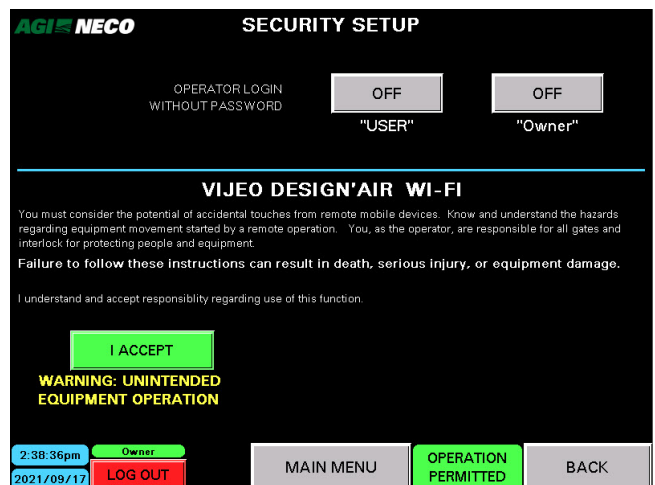 AGI NECO
SECURITY SETUP
OPERATOR LOGIN
WITHOUT PASSWORD
OFF
OFF
"USER"
"Owner"
VIJEO DESIGN'AIR WI-FI
You must consider the potential of accidental touches from remote mobile devices. Know and understand the hazards
regarding equipment movement started by a remote operation. You, as the operator, are responsible for all gates and
interlock for protecting people and equipment.
Failure to follow these instructions can result in death, serious injury, or equipment damage.
I understand and accept responsiblity regarding use of this function.
I ACCEPT
WARNING: UNINTENDED
EQUIPMENT OPERATION
2:38:36pm
Owner
2021/09/17
LOG OUT
MAIN MENU
OPERATION
PERMITTED
BACK